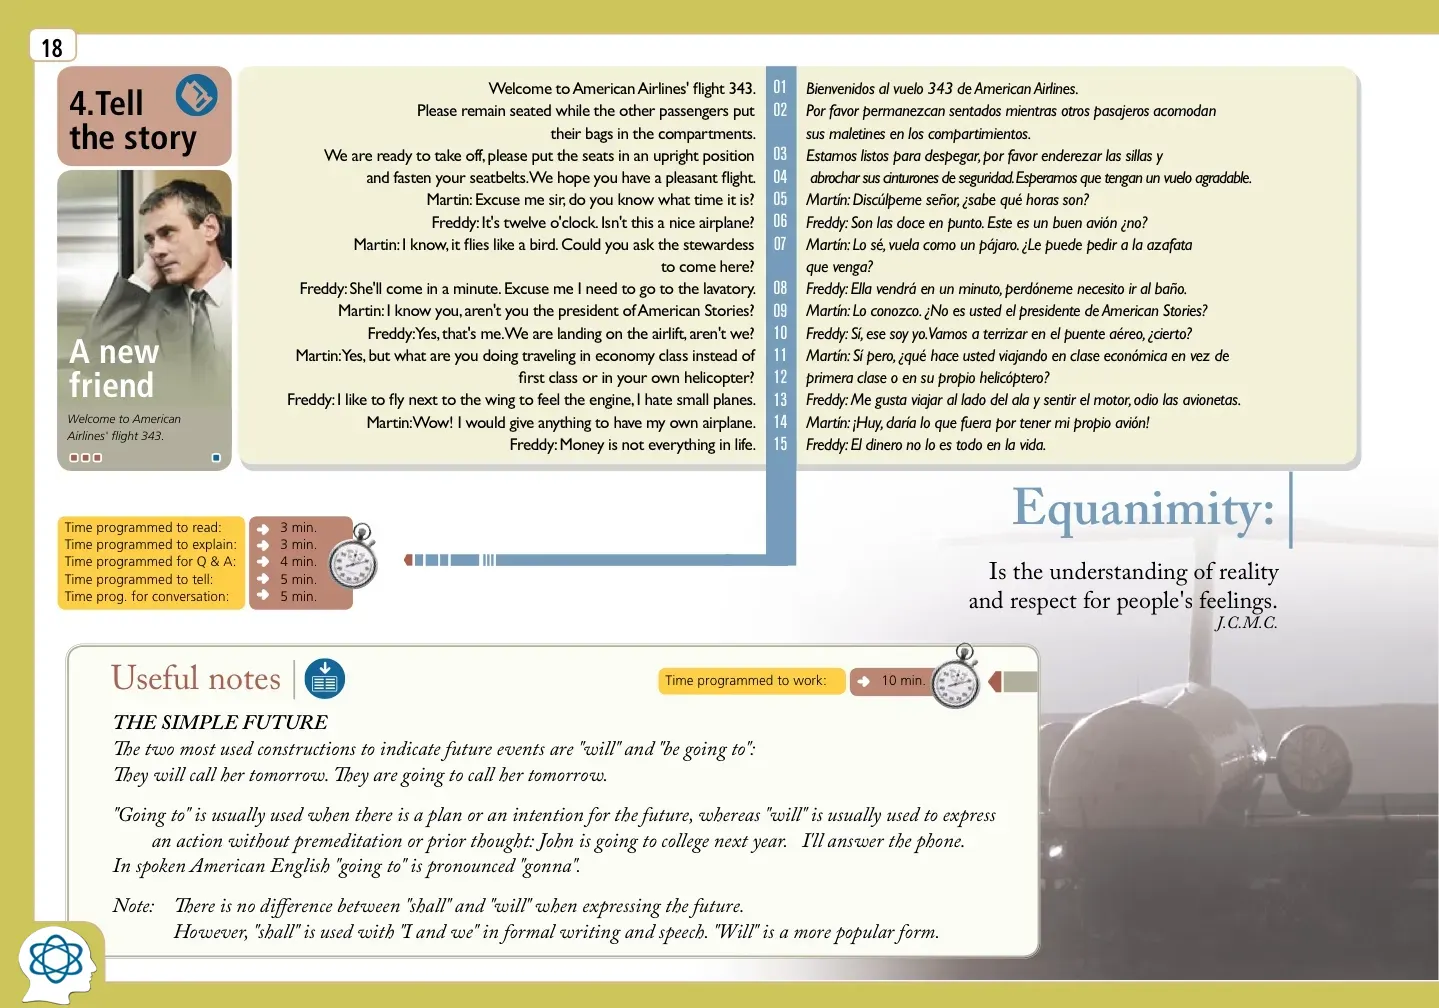 18
4.Tell
the story
A new
friend
Welcome to American
Airlines' flight 343.
Welcome to American Airlines' flight 343.
Please remain seated while the other passengers put
their bags in the compartments.
We are ready to take off, please put the seats in an upright position
and fasten your seatbelts. We hope you have a pleasant flight.
Martin: Excuse me sir, do you know what time it is?
Freddy: It's twelve o'clock. Isn't this a nice airplane?
Martin: I know, it flies like a bird. Could you ask the stewardess
to come here?
Freddy: She'll come in a minute. Excuse me I need to go to the lavatory.
Martin: I know you, aren't you the president of American Stories?
Freddy: Yes, that's me. We are landing on the airlift, aren't we?
Martin: Yes, but what are you doing traveling in economy class instead of
first class or in your own helicopter?
Freddy: I like to fly next to the wing to feel the engine, I hate small planes.
Martin: Wow! I would give anything to have my own airplane.
Freddy: Money is not everything in life.
01
02
03
04
05
06
07
08
09
10
11
12
13
14
15
Bienvenidos al vuelo 343 de American Airlines.
Por favor permanezcan sentados mientras otros pasajeros acomodan
sus maletines en los compartimientos.
Estamos listos para despegar, por favor enderezar las sillas y
abrochar sus cinturones de seguridad. Esperamos que tengan un vuelo agradable.
Martín: Discúlpeme señor, ¿sabe qué horas son?
Freddy: Son las doce en punto. Este es un buen avión ¿no?
Martín: Lo sé, vuela como un pájaro. ¿Le puede pedir a la azafata
que venga?
Freddy: Ella vendrá en un minuto, perdóneme necesito ir al baño.
Martín: Lo conozco. ¿No es usted el presidente de American Stories?
Freddy: Sí, ese soy yo. Vamos a terrizar en el puente aéreo, ¿cierto?
Martín: Sí pero, ¿qué hace usted viajando en clase económica en vez de
primera clase o en su propio helicóptero?
Freddy: Me gusta viajar al lado del ala y sentir el motor, odio las avionetas.
Martín: ¡Huy, daría lo que fuera por tener mi propio avión!
Freddy: El dinero no lo es todo en la vida.
Time programmed to read: 3 min.
Time programmed to explain: 3 min.
Time programmed for Q & A: 4 min.
Time programmed to tell: 5 min.
Time prog. for conversation: 5 min.
Equanimity:
Is the understanding of reality
and respect for people's feelings.
J.C.M.C.
Useful notes
Time programmed to work: 10 min.
THE SIMPLE FUTURE
The two most used constructions to indicate future events are "will" and "be going to":
They will call her tomorrow. They are going to call her tomorrow.
"Going to" is usually used when there is a plan or an intention for the future, whereas "will" is usually used to express
an action without premeditation or prior thought: John is going to college next year. I'll answer the phone.
In spoken American English "going to" is pronounced "gonna".
Note: There is no difference between "shall" and "will" when expressing the future.
However, "shall" is used with "I and we" in formal writing and speech. "Will" is a more popular form.